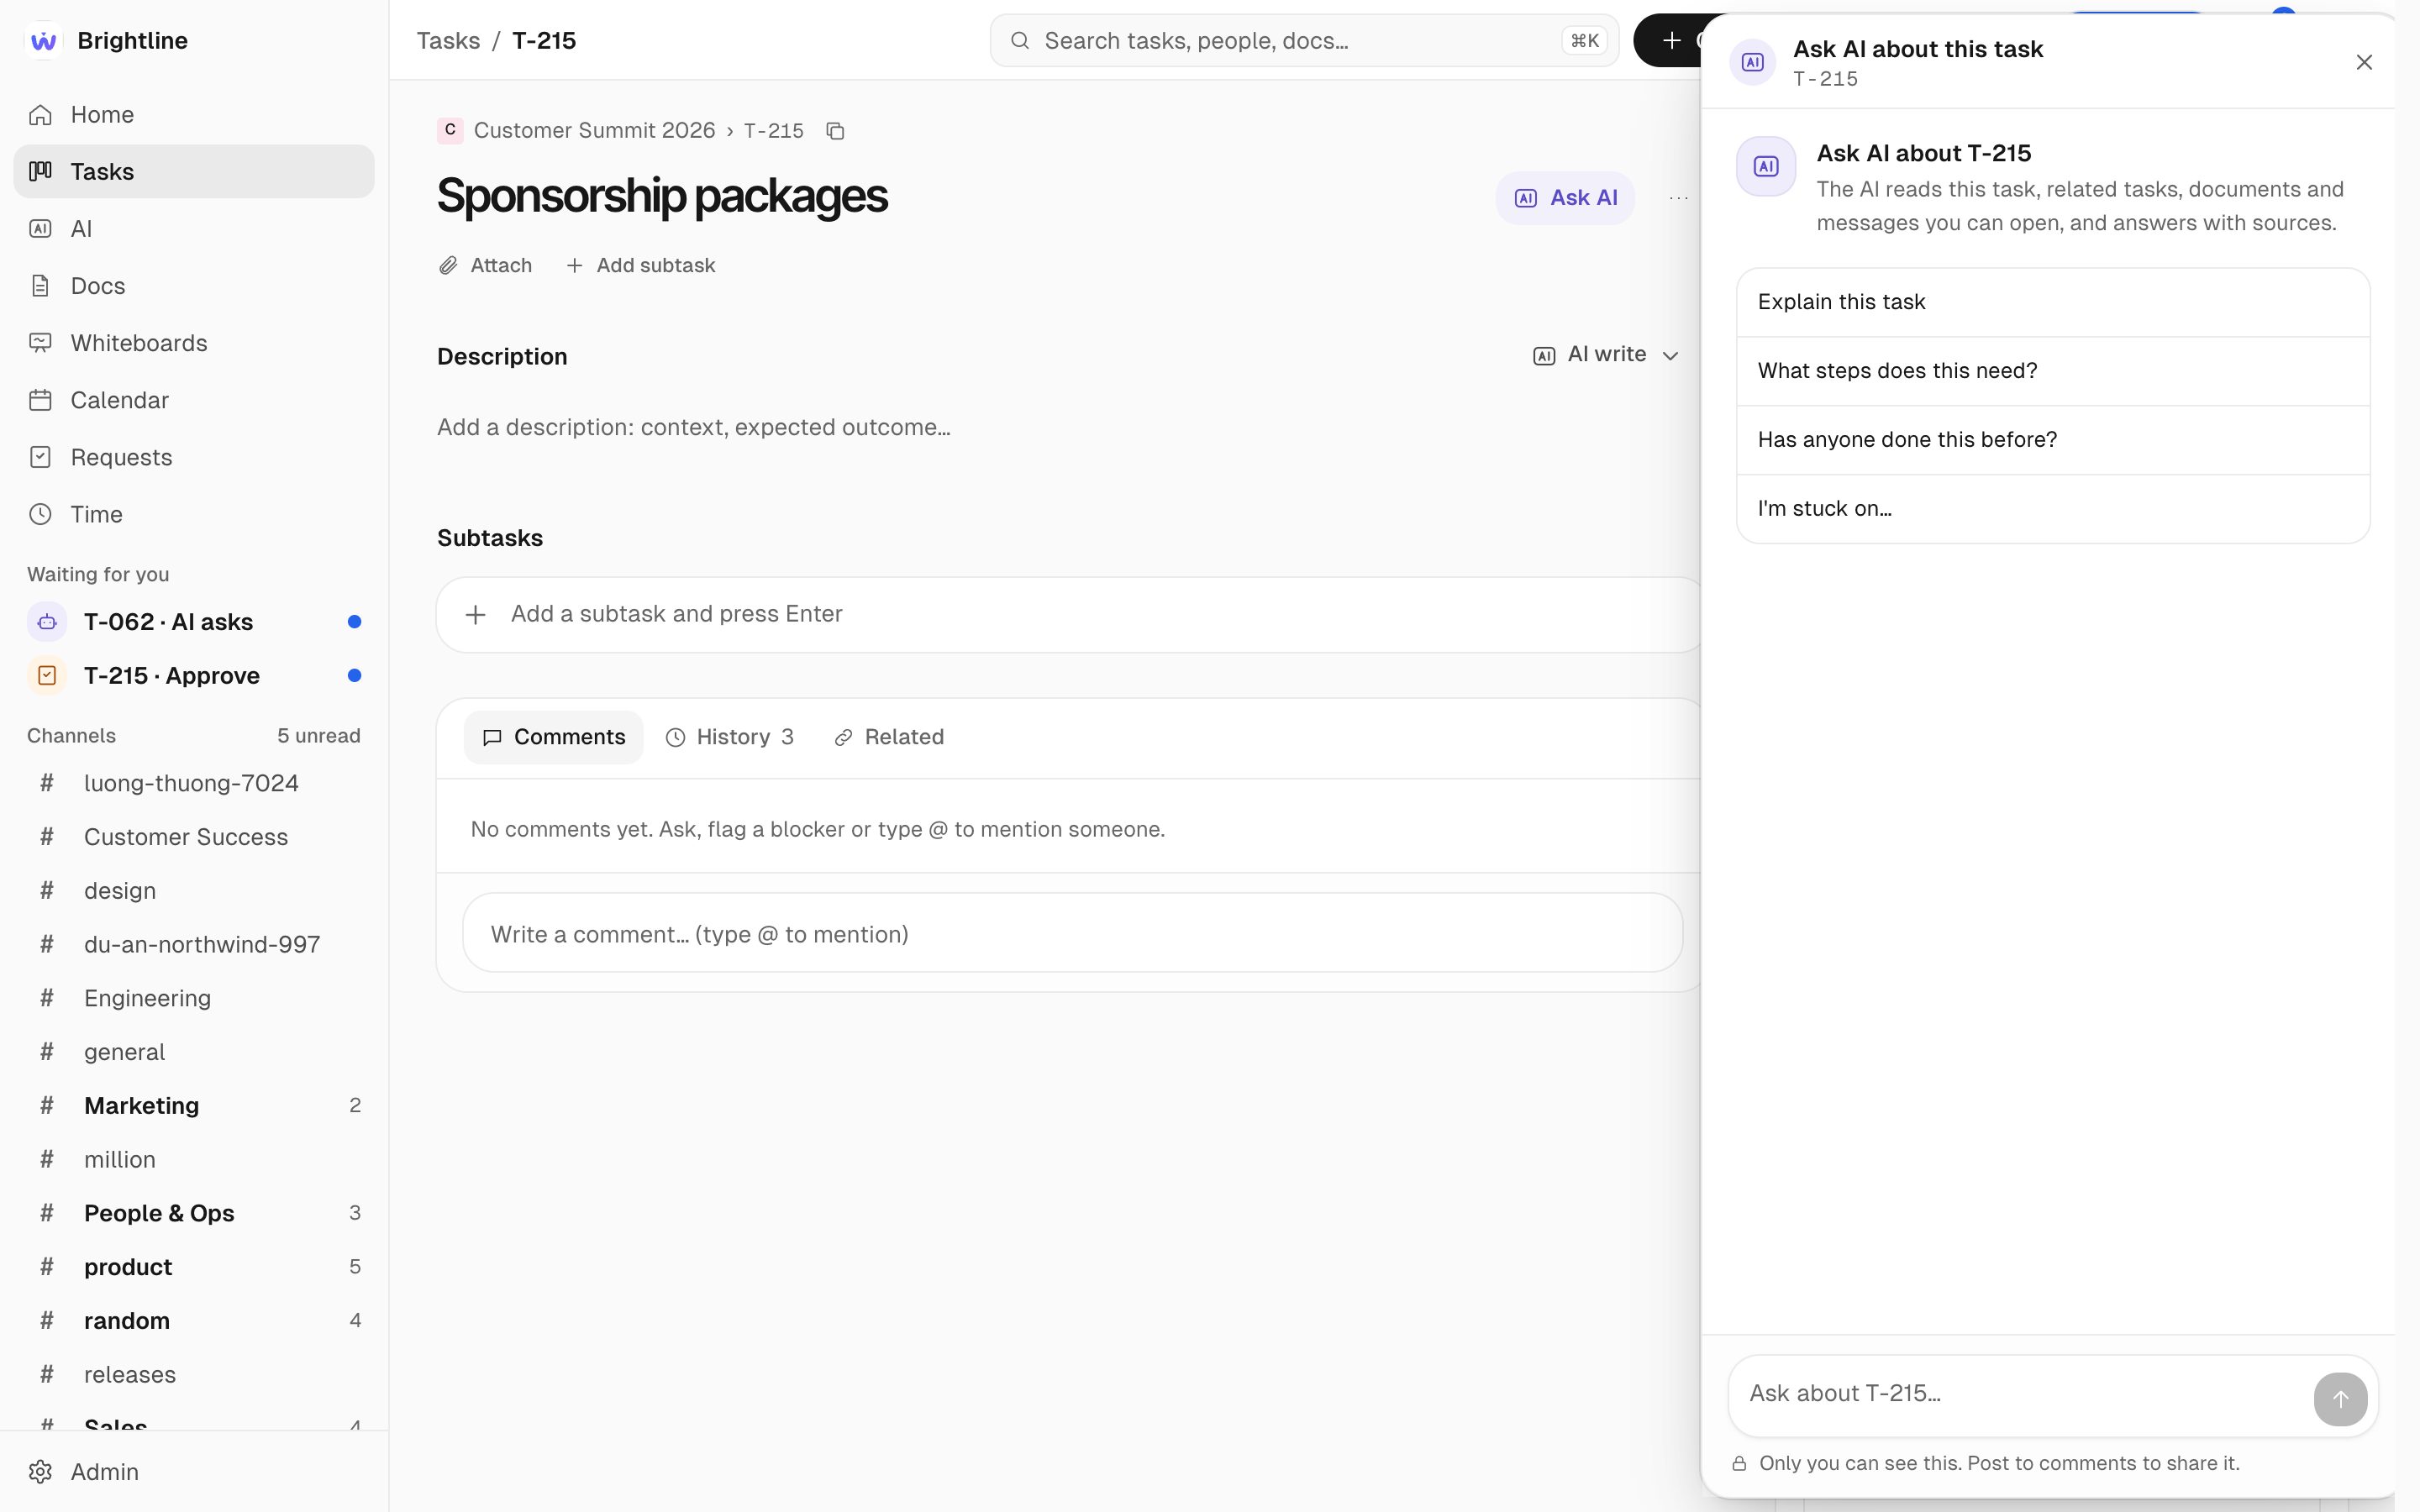 Brightline
Home
Tasks
AI
Docs
Whiteboards
Calendar
Requests
Time
Waiting for you
T-062 · AI asks
T-215 · Approve
Channels 5 unread
# luong-thuong-7024
# Customer Success
# design
# du-an-northwind-997
# Engineering
# general
# Marketing 2
# million
# People & Ops 3
# product 5
# random 4
# releases
# Sales 4
Admin
Tasks / T-215
Search tasks, people, docs... ⌘K
C Customer Summit 2026 › T-215
Sponsorship packages
AI Ask AI
Attach + Add subtask
Description
AI AI write
Add a description: context, expected outcome...
Subtasks
+ Add a subtask and press Enter
Comments History 3 Related
No comments yet. Ask, flag a blocker or type @ to mention someone.
Write a comment... (type @ to mention)
AI Ask AI about this task
T-215
AI Ask AI about T-215
The AI reads this task, related tasks, documents and
messages you can open, and answers with sources.
Explain this task
What steps does this need?
Has anyone done this before?
I'm stuck on...
Ask about T-215...
Only you can see this. Post to comments to share it.